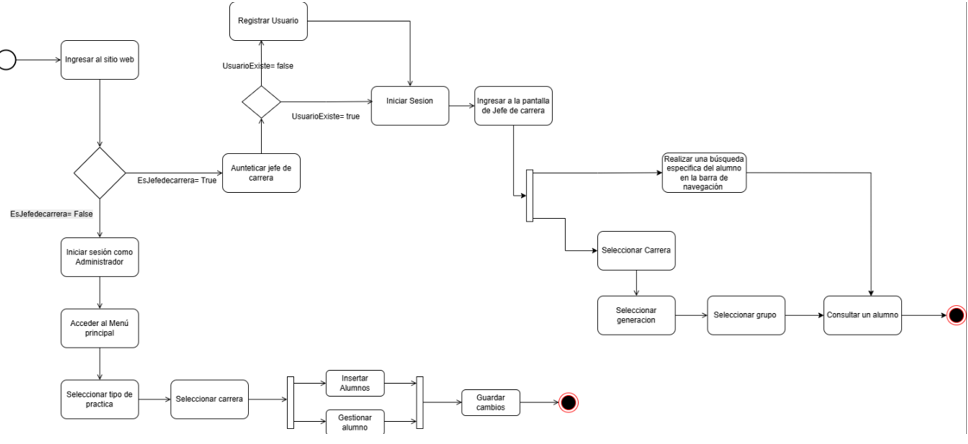 Registrar Usuario
Ingresar al sitio web
UsuarioExiste= false
Iniciar Sesion
Ingresar a la pantalla
de Jefe de carrera
UsuarioExiste= true
Aunteticar jefe de
carrera
EsJefedecarrera= True
Realizar una búsqueda
especifica del alumno
en la barra de
navegación
EsJefedecarrera= False
Iniciar sesión como
Administrador
Seleccionar Carrera
Acceder al Menú
principal
Seleccionar
generacion
Seleccionar grupo
Consultar un alumno
Seleccionar tipo de
practica
Seleccionar carrera
Insertar
Alumnos
Gestionar
alumno
Guardar
cambios